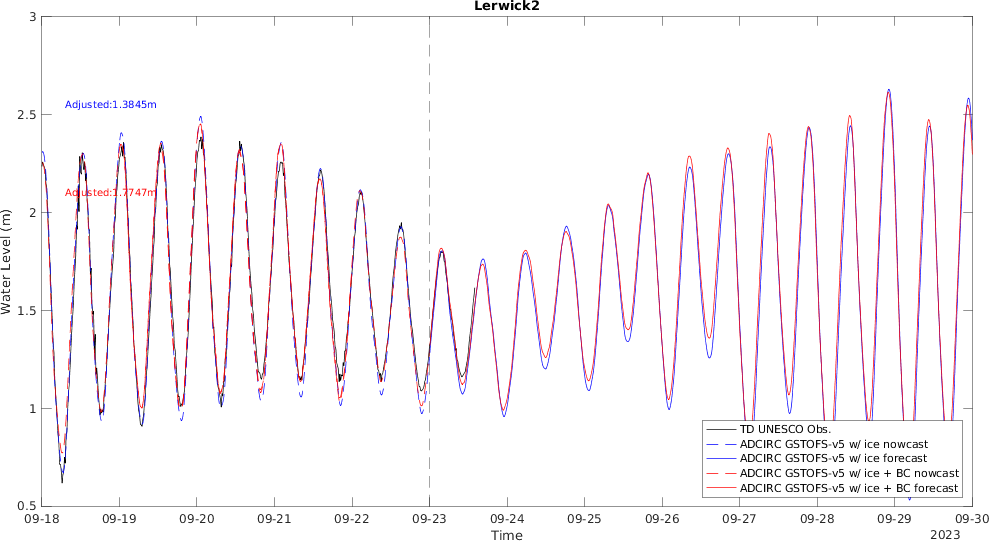 Lerwick2
3
2.5
2
1.5
1
0.5
Water Level (m)
Adjusted:1.3845m
Adjusted:1.7747m
TD UNESCO Obs.
ADCIRC GSTOFS-v5 w/ ice nowcast
ADCIRC GSTOFS-v5 w/ ice forecast
ADCIRC GSTOFS-v5 w/ ice + BC nowcast
ADCIRC GSTOFS-v5 w/ ice + BC forecast
09-18 09-19 09-20 09-21 09-22 09-23 09-24 09-25 09-26 09-27 09-28 09-29 09-30
Time
2023